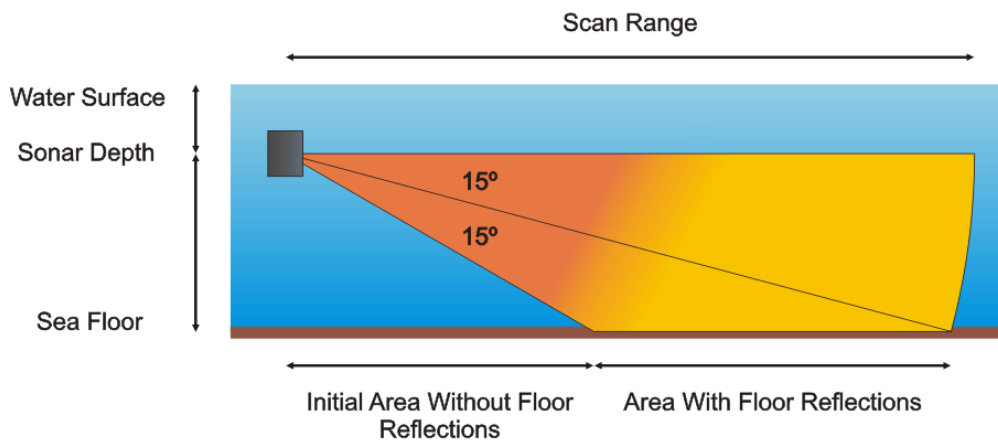 Scan Range
Water Surface
Sonar Depth
15º
15º
Sea Floor
Initial Area Without Floor
Reflections
Area With Floor Reflections